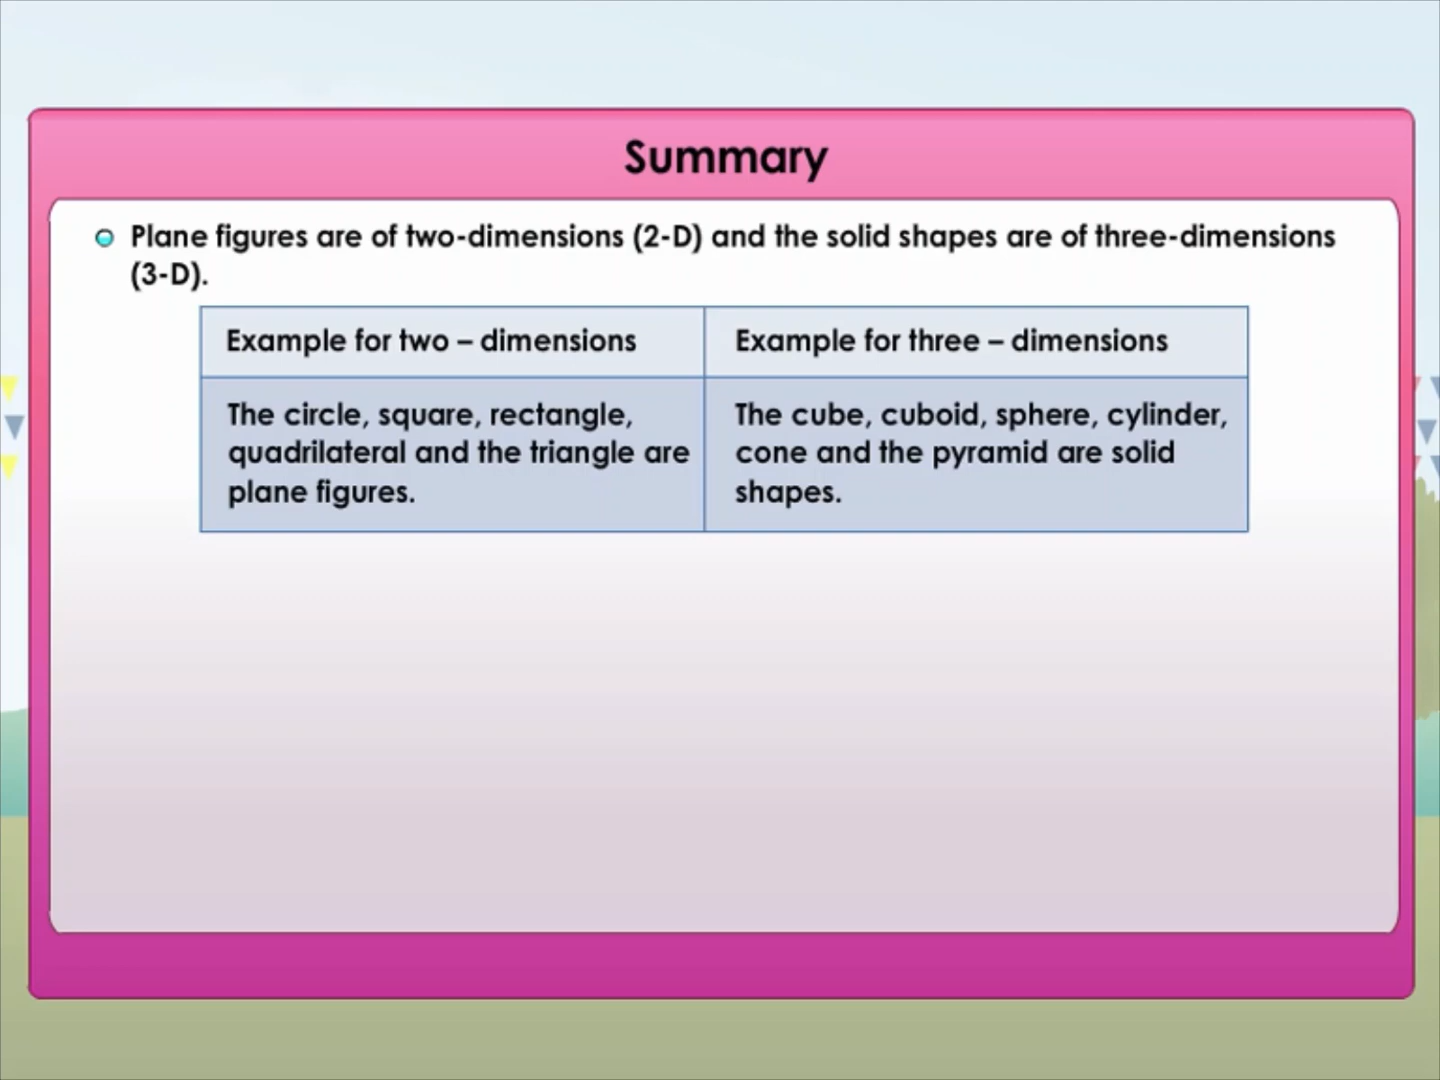 Summary
Plane figures are of two-dimensions (2-D) and the solid shapes are of three-dimensions
(3-D).
Example for two – dimensions
Example for three – dimensions
The circle, square, rectangle,
quadrilateral and the triangle are
plane figures.
The cube, cuboid, sphere, cylinder,
cone and the pyramid are solid
shapes.